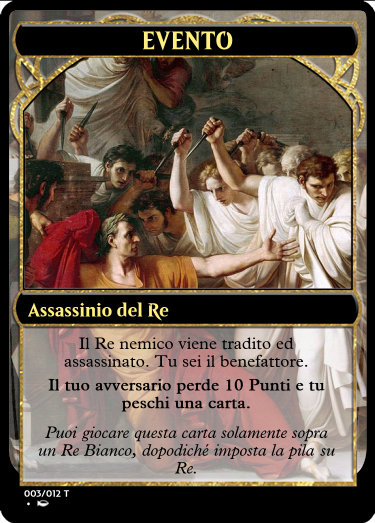 EVENTO
Assassinio del Re
Il Re nemico viene tradito ed
assassinato. Tu sei il benefattore.
Il tuo avversario perde 10 Punti e tu
peschi una carta.
Puoi giocare questa carta solamente sopra
un Re Bianco, dopodiché imposta la pila su
Re.
003/012 T